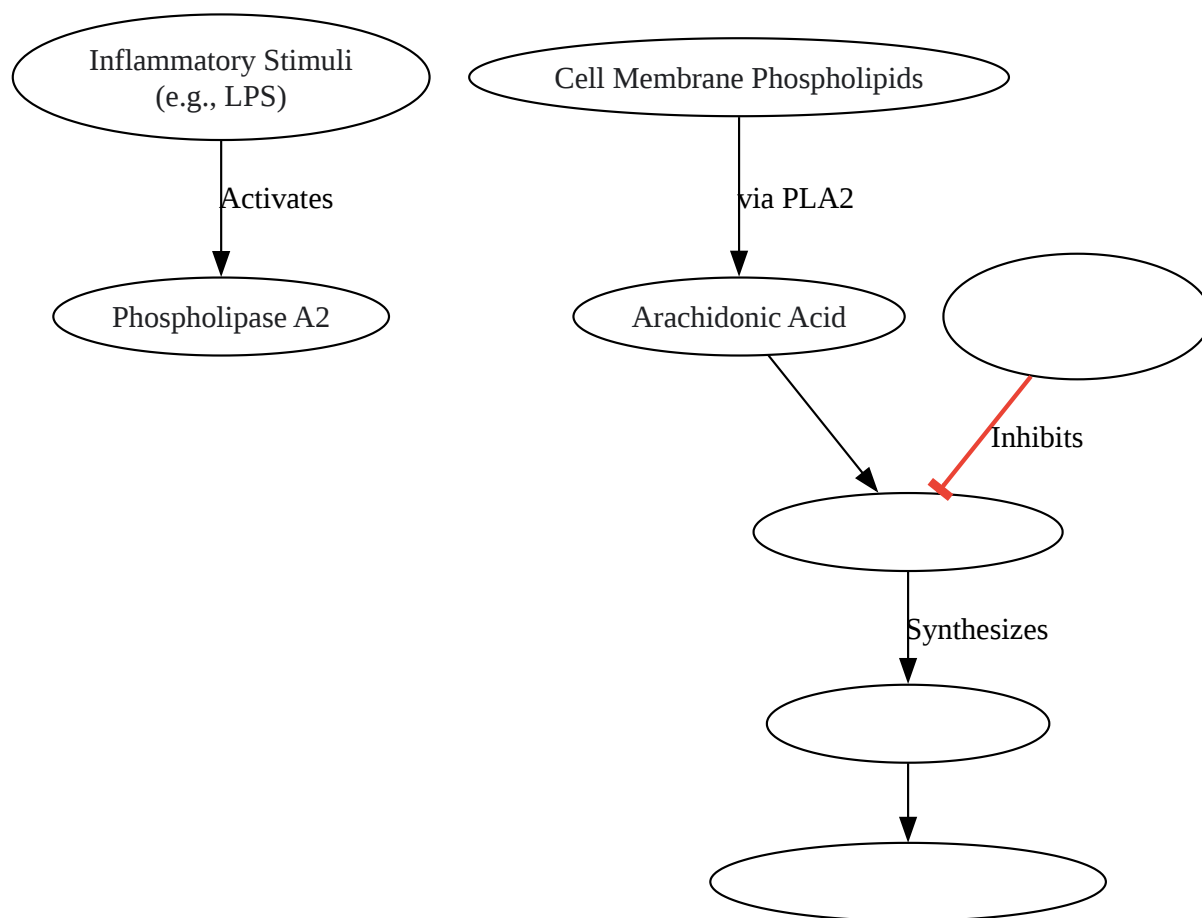 Inflammatory Stimuli
(e.g., LPS)
Cell Membrane Phospholipids
Activates
via PLA2
Phospholipase A2
Arachidonic Acid
Inhibits
Synthesizes